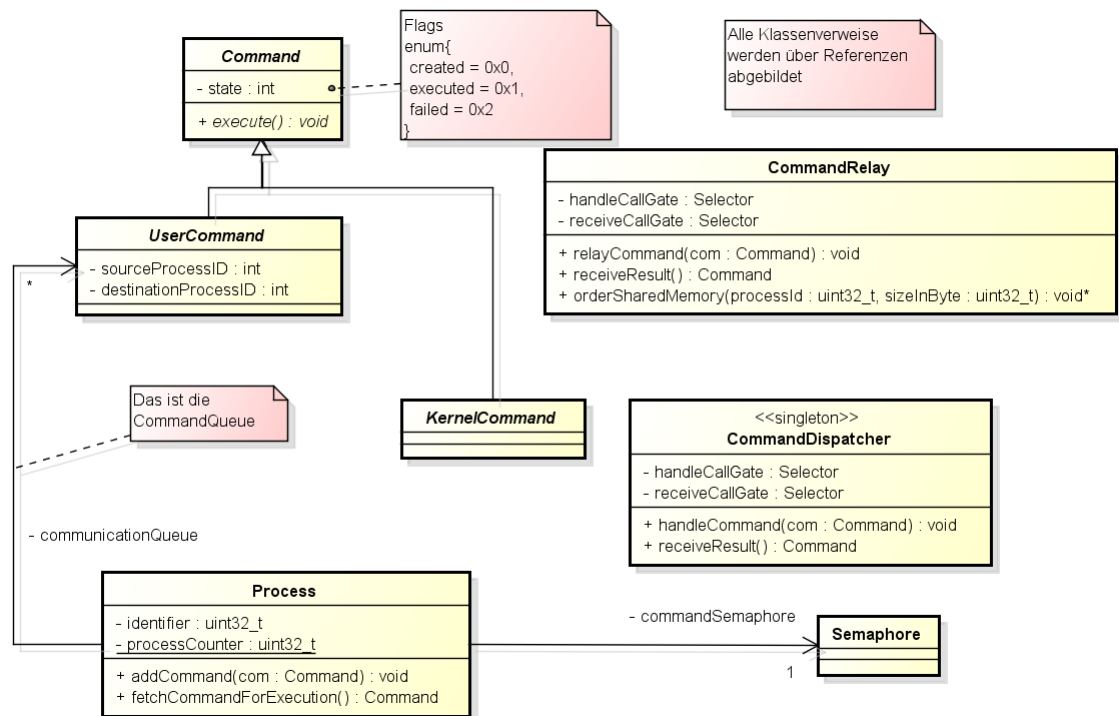 Command
- state : int
+ execute() : void
Flags
enum{
created = 0x0,
executed = 0x1,
failed = 0x2
}
Alle Klassenverweise
werden über Referenzen
abgebildet
CommandRelay
- handleCallGate : Selector
- receiveCallGate : Selector
+ relayCommand(com : Command) : void
+ receiveResult() : Command
+ orderSharedMemory(processId : uint32_t, sizeInByte : uint32_t) : void*
UserCommand
- sourceProcessID : int
- destinationProcessID : int
*
Das ist die
CommandQueue
KernelCommand
<<singleton>>
CommandDispatcher
- handleCallGate : Selector
- receiveCallGate : Selector
+ handleCommand(com : Command) : void
+ receiveResult() : Command
- communicationQueue
Process
- identifier : uint32_t
- processCounter : uint32_t
+ addCommand(com : Command) : void
+ fetchCommandForExecution() : Command
- commandSemaphore
1
Semaphore